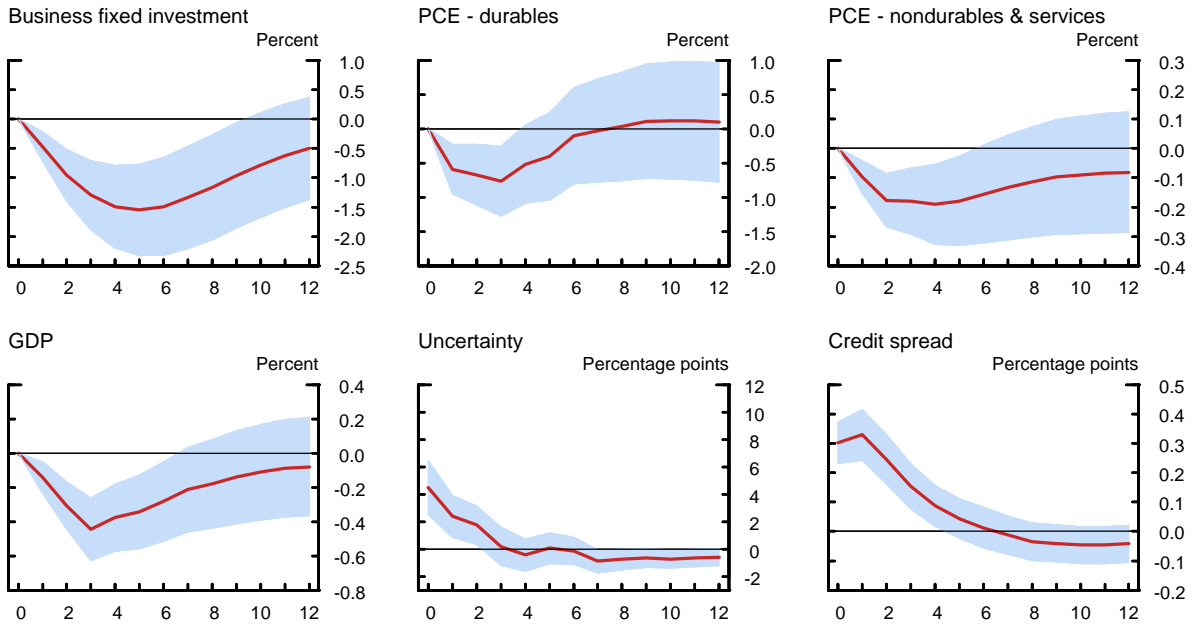 Business fixed investment
Percent
1.0
0.5
0.0
-0.5
-1.0
-1.5
-2.0
-2.5
0 2 4 6 8 10 12
PCE - durables
Percent
1.0
0.5
0.0
-0.5
-1.0
-1.5
-2.0
0 2 4 6 8 10 12
PCE - nondurables & services
Percent
0.3
0.2
0.1
0.0
-0.1
-0.2
-0.3
-0.4
0 2 4 6 8 10 12
GDP
Percent
0.4
0.2
0.0
-0.2
-0.4
-0.6
-0.8
0 2 4 6 8 10 12
Uncertainty
Percentage points
12
10
8
6
4
2
0
-2
0 2 4 6 8 10 12
Credit spread
Percentage points
0.5
0.4
0.3
0.2
0.1
0.0
-0.1
-0.2
0 2 4 6 8 10 12